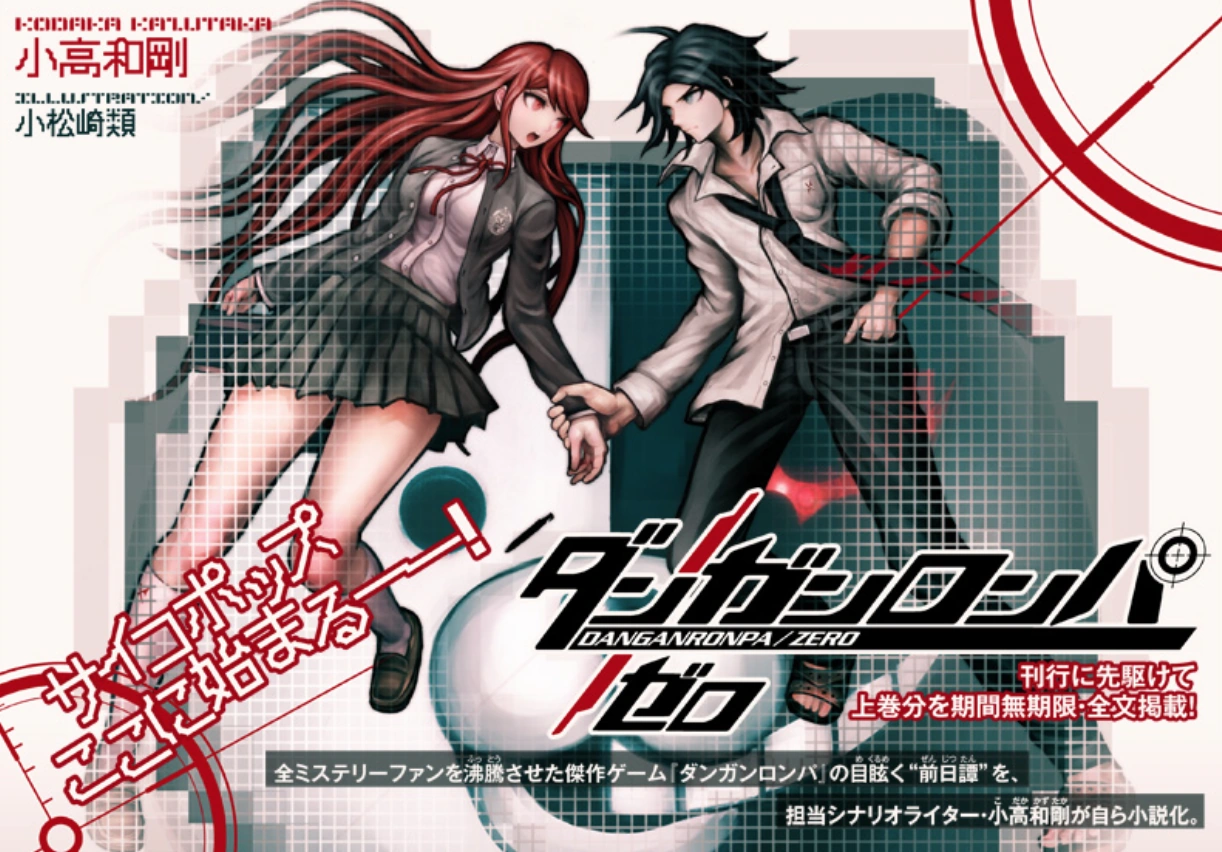 KODAKA KAZUTAKA
小高和剛
ILLUSTRATION/
小松崎類
サイコポップ
ここに始まる――!
ダンガンロンパ
DANGANRONPA/ZERO
ゼロ
刊行に先駆けて
上巻分を期間無期限・全文掲載!
全ミステリーファンを沸騰させた傑作ゲーム『ダンガンロンパ』の目眩く“前日譚”を、
担当シナリオライター・小高和剛が自ら小説化。